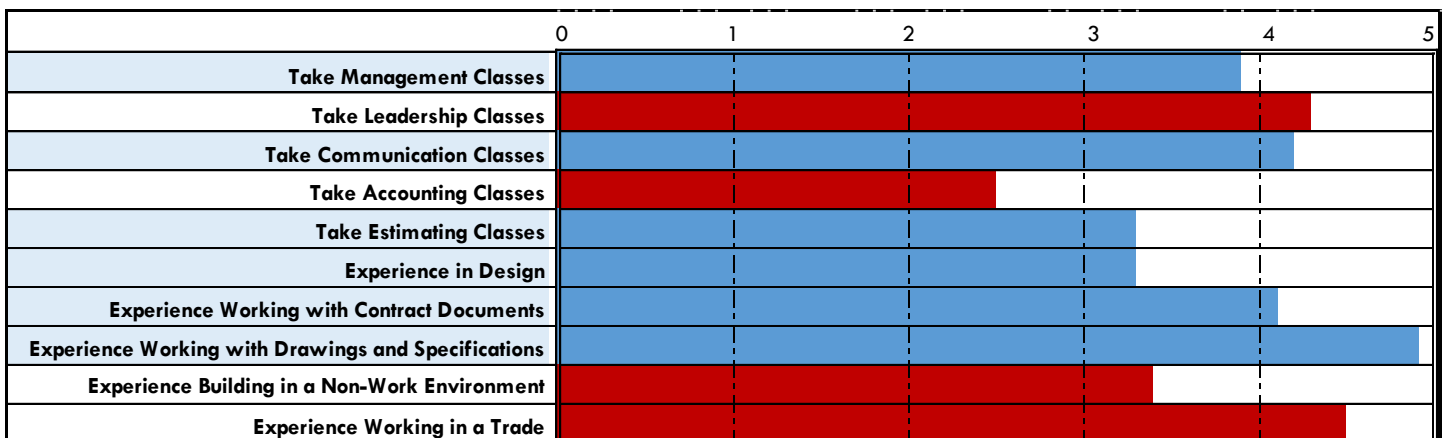 0 1 2 3 4 5
Take Management Classes
Take Leadership Classes
Take Communication Classes
Take Accounting Classes
Take Estimating Classes
Experience in Design
Experience Working with Contract Documents
Experience Working with Drawings and Specifications
Experience Building in a Non-Work Environment
Experience Working in a Trade